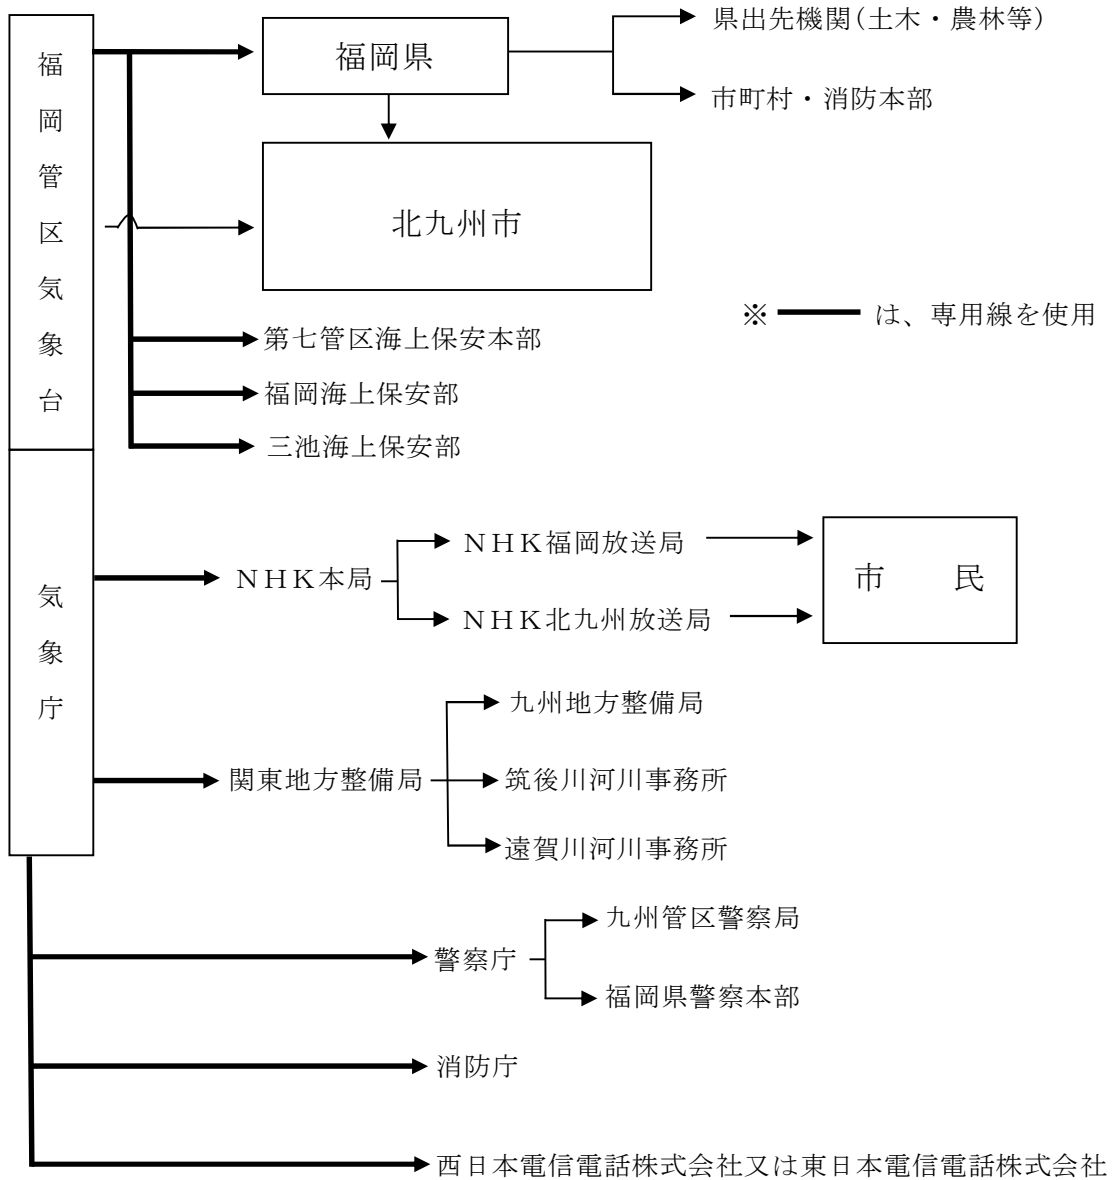 福岡管区気象台
福岡県
県出先機関(土木・農林等)
市町村・消防本部
北九州市
※ は、専用線を使用
第七管区海上保安本部
福岡海上保安部
三池海上保安部
気象庁
NHK本局
NHK福岡放送局
NHK北九州放送局
市 民
関東地方整備局
九州地方整備局
筑後川河川事務所
遠賀川河川事務所
警察庁
九州管区警察局
福岡県警察本部
消防庁
西日本電信電話株式会社又は東日本電信電話株式会社